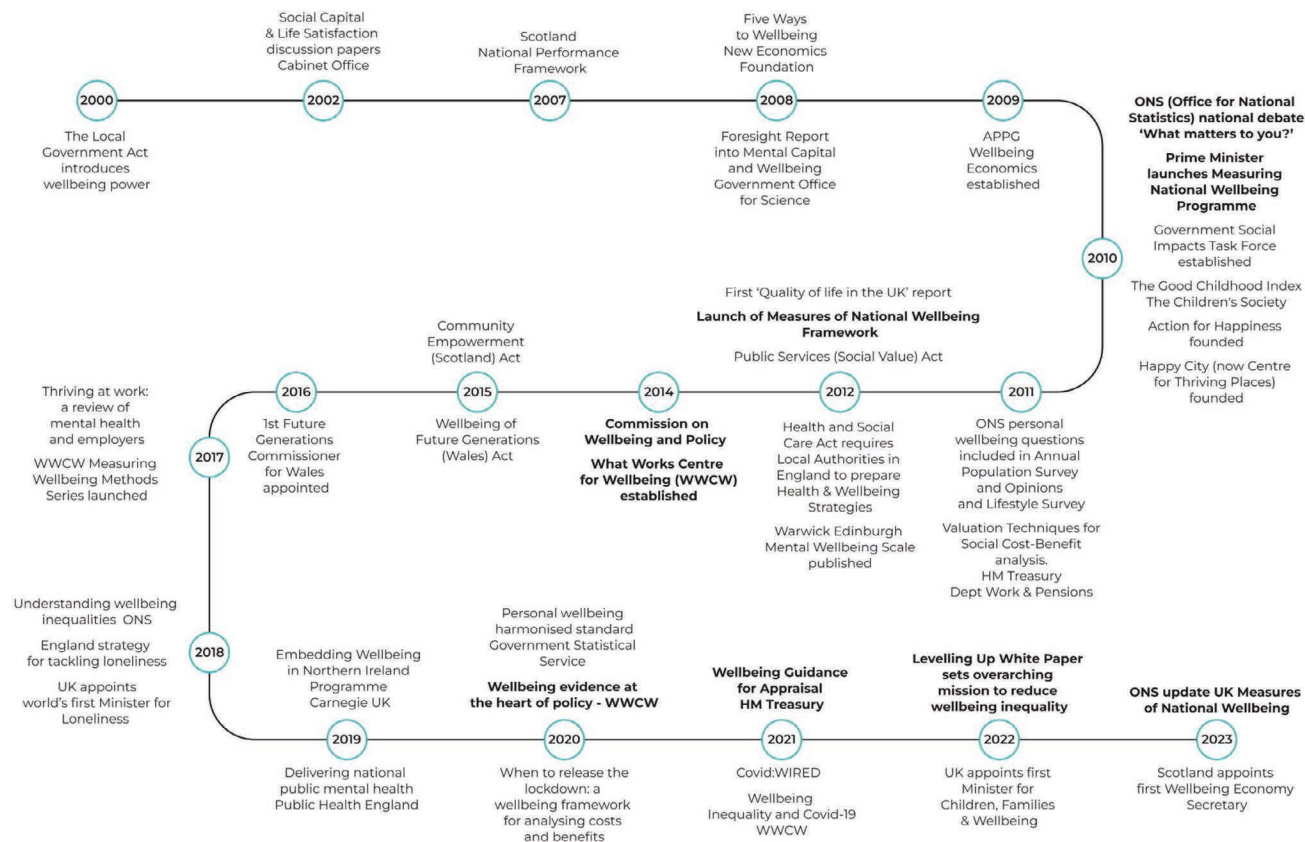 2000
The Local
Government Act
introduces
wellbeing power
Social Capital
& Life Satisfaction
discussion papers
Cabinet Office
2002
Scotland
National Performance
Framework
2007
Five Ways
to Wellbeing
New Economics
Foundation
2008
Foresight Report
into Mental Capital
and Wellbeing
Government Office
for Science
2009
APPG
Wellbeing
Economics
established
ONS (Office for National
Statistics) national debate
‘What matters to you?’
Prime Minister
launches Measuring
National Wellbeing
Programme
2010
Government Social
Impacts Task Force
established
The Good Childhood Index
The Children's Society
Action for Happiness
founded
Happy City (now Centre
for Thriving Places)
founded
2011
ONS personal
wellbeing questions
included in Annual
Population Survey
and Opinions
and Lifestyle Survey
Valuation Techniques for
Social Cost-Benefit
analysis.
HM Treasury
Dept Work & Pensions
First ‘Quality of life in the UK’ report
Launch of Measures of National Wellbeing
Framework
Public Services (Social Value) Act
2012
Health and Social
Care Act requires
Local Authorities in
England to prepare
Health & Wellbeing
Strategies
Warwick Edinburgh
Mental Wellbeing Scale
published
2014
Commission on
Wellbeing and Policy
What Works Centre
for Wellbeing (WWCW)
established
Community
Empowerment
(Scotland) Act
2015
Wellbeing of
Future Generations
(Wales) Act
2016
1st Future
Generations
Commissioner
for Wales
appointed
Thriving at work:
a review of
mental health
and employers
2017
WWCW Measuring
Wellbeing Methods
Series launched
Understanding wellbeing
inequalities ONS
England strategy
for tackling loneliness
2018
UK appoints
world's first Minister for
Loneliness
Embedding Wellbeing
in Northern Ireland
Programme
Carnegie UK
2019
Delivering national
public mental health
Public Health England
Personal wellbeing
harmonised standard
Government Statistical
Service
Wellbeing evidence at
the heart of policy - WWCW
2020
When to release the
lockdown: a
wellbeing framework
for analysing costs
and benefits
Wellbeing Guidance
for Appraisal
HM Treasury
2021
Covid:WIRED
Wellbeing
Inequality and Covid-19
WWCW
Levelling Up White Paper
sets overarching
mission to reduce
wellbeing inequality
2022
UK appoints first
Minister for
Children, Families
& Wellbeing
ONS update UK Measures
of National Wellbeing
2023
Scotland appoints
first Wellbeing Economy
Secretary